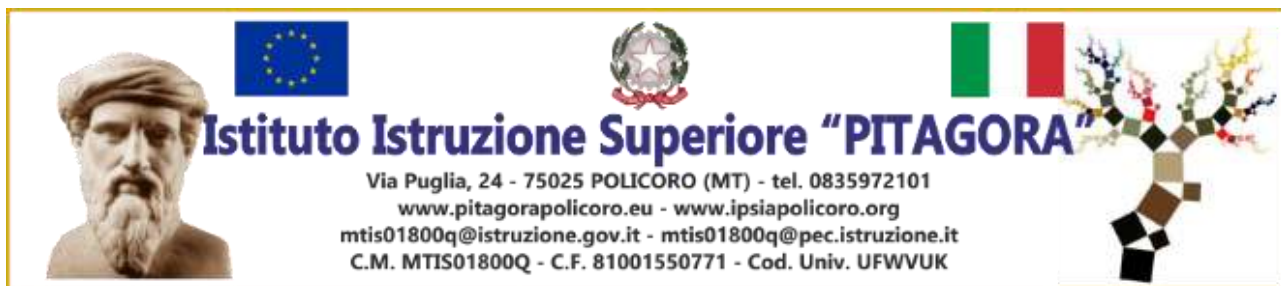 Istituto Istruzione Superiore “PITAGORA”
Via Puglia, 24 - 75025 POLICORO (MT) - tel. 0835972101
www.pitagorapolicoro.eu - www.ipsiapolicoro.org
mtis01800q@istruzione.gov.it - mtis01800q@pec.istruzione.it
C.M. MTIS01800Q - C.F. 81001550771 - Cod. Univ. UFWVUK